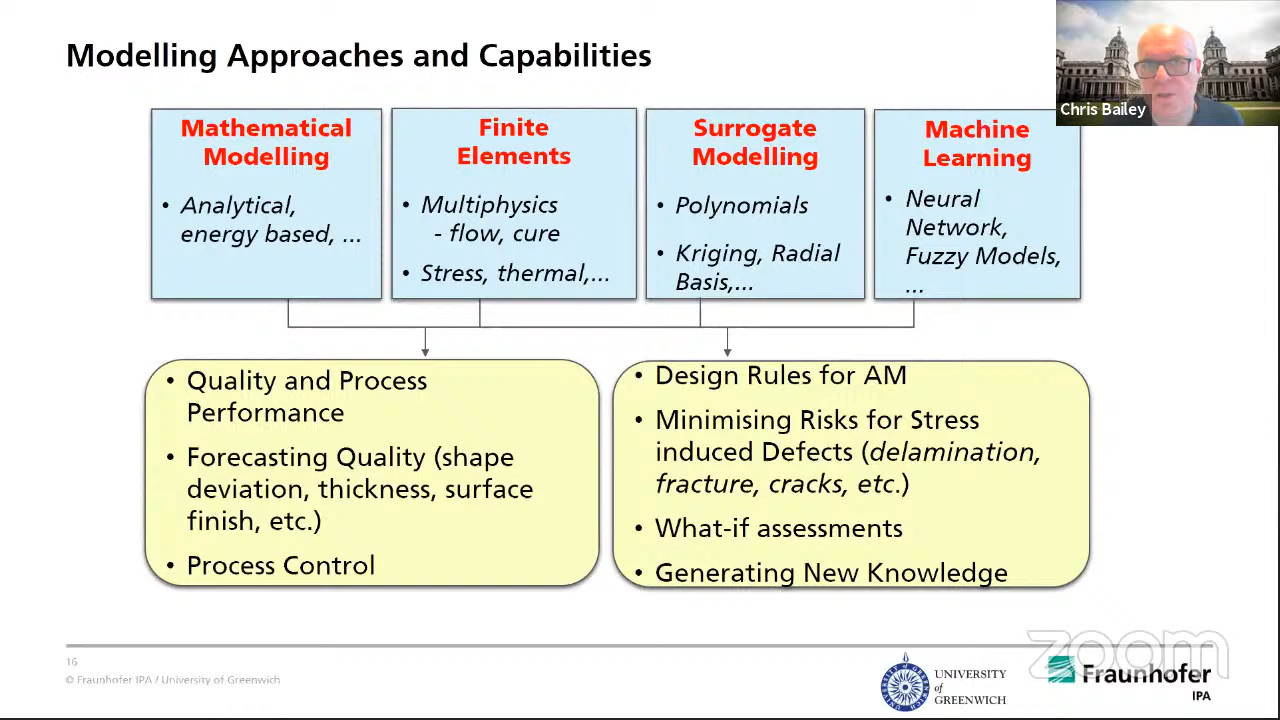 Modelling Approaches and Capabilities
Chris Bailey
Mathematical
Modelling
• Analytical,
energy based, ...
Finite
Elements
• Multiphysics
- flow, cure
• Stress, thermal,...
Surrogate
Modelling
• Polynomials
• Kriging, Radial
Basis,...
Machine
Learning
• Neural
Network,
Fuzzy Models,
...
• Quality and Process
Performance
• Forecasting Quality (shape
deviation, thickness, surface
finish, etc.)
• Process Control
• Design Rules for AM
• Minimising Risks for Stress
induced Defects (delamination,
fracture, cracks, etc.)
• What-if assessments
• Generating New Knowledge
16
© Fraunhofer IPA / University of Greenwich
UNIVERSITY
of
GREENWICH
zoom
Fraunhofer
IPA